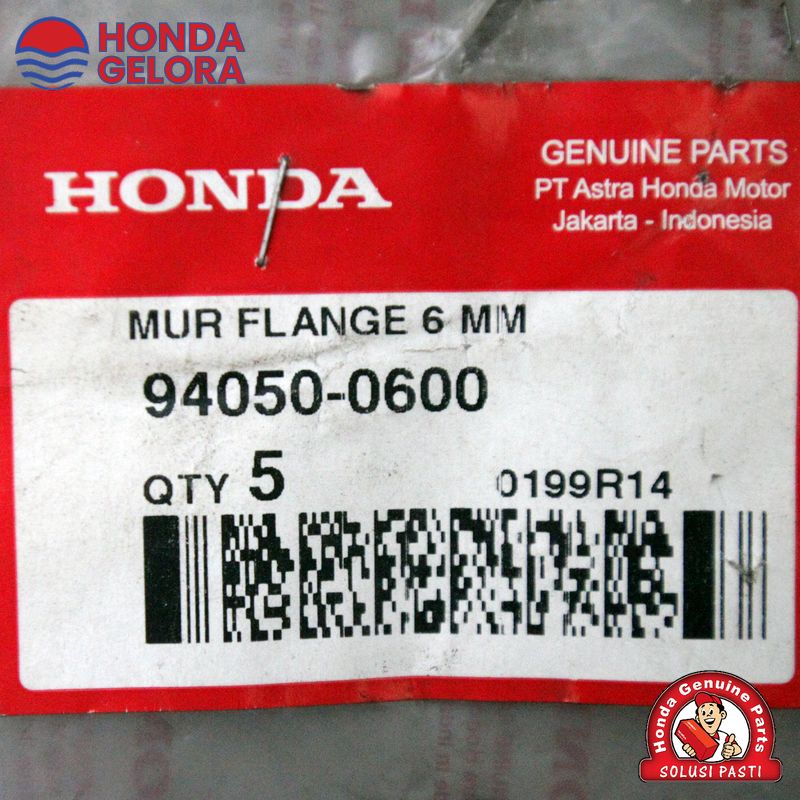 HONDA
GELORA
HONDA
GENUINE PARTS
PT Astra Honda Motor
Jakarta - Indonesia
MUR FLANGE 6 MM
94050-0600
QTY 5
0199R14
Honda Genuine Parts
SOLUSI PASTI